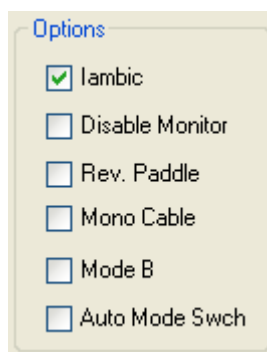 Options
Iambic
Disable Monitor
Rev. Paddle
Mono Cable
Mode B
Auto Mode Swch